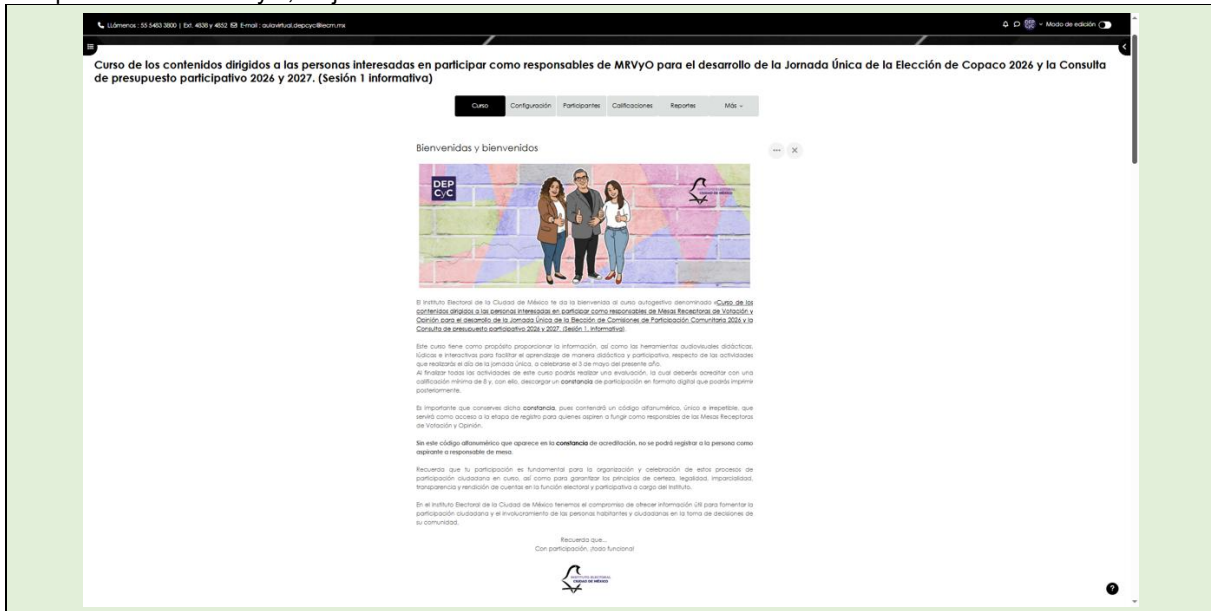 Llámenos : 55 5483 3800 | Ext. 4838 y 4852 E-mail : aulavirtual.depcyc@iecm.mx
Modo de edición
Curso de los contenidos dirigidos a las personas interesadas en participar como responsables de MRVyO para el desarrollo de la Jornada Única de la Elección de Copaco 2026 y la Consulta
de presupuesto participativo 2026 y 2027. (Sesión 1 informativa)
Curso Configuración Participantes Calificaciones Reportes Más
Bienvenidas y bienvenidos
DEP
CyC
INSTITUTO ELECTORAL
CIUDAD DE MÉXICO
El Instituto Electoral de la Ciudad de México te da la bienvenida al curso autogestivo denominado «Curso de los
contenidos dirigidos a las personas interesadas en participar como responsables de Mesas Receptoras de Votación y
Opinión para el desarrollo de la Jornada Única de la Elección de Comisiones de Participación Comunitaria 2026 y la
Consulta de presupuesto participativo 2026 y 2027. (Sesión 1. Informativa).
Este curso tiene como propósito proporcionar la información, así como las herramientas audiovisuales didácticas,
lúdicas e interactivas para facilitar el aprendizaje de manera didáctica y participativa, respecto de las actividades
que realizarás el día de la jornada única, a celebrarse el 3 de mayo del presente año.
Al finalizar todas las actividades de este curso podrás realizar una evaluación, la cual deberás acreditar con una
calificación mínima de 8 y, con ello, descargar un constancia de participación en formato digital que podrás imprimir
posteriormente.
Es importante que conserves dicha constancia, pues contendrá un código alfanumérico, único e irrepetible, que
servirá como acceso a la etapa de registro para quienes aspiren a fungir como responsables de las Mesas Receptoras
de Votación y Opinión.
Sin este código alfanumérico que aparece en la constancia de acreditación, no se podrá registrar a la persona como
aspirante a responsable de mesa.
Recuerda que tu participación es fundamental para la organización y celebración de estos procesos de
participación ciudadana en curso, así como para garantizar los principios de certeza, legalidad, imparcialidad,
transparencia y rendición de cuentas en la función electoral y participativa a cargo del Instituto.
En el Instituto Electoral de la Ciudad de México tenemos el compromiso de ofrecer información útil para fomentar la
participación ciudadana y el involucramiento de las personas habitantes y ciudadanas en la toma de decisiones de
su comunidad.
Recuerda que...
Con participación, ¡todo funciona!
INSTITUTO ELECTORAL
CIUDAD DE MÉXICO